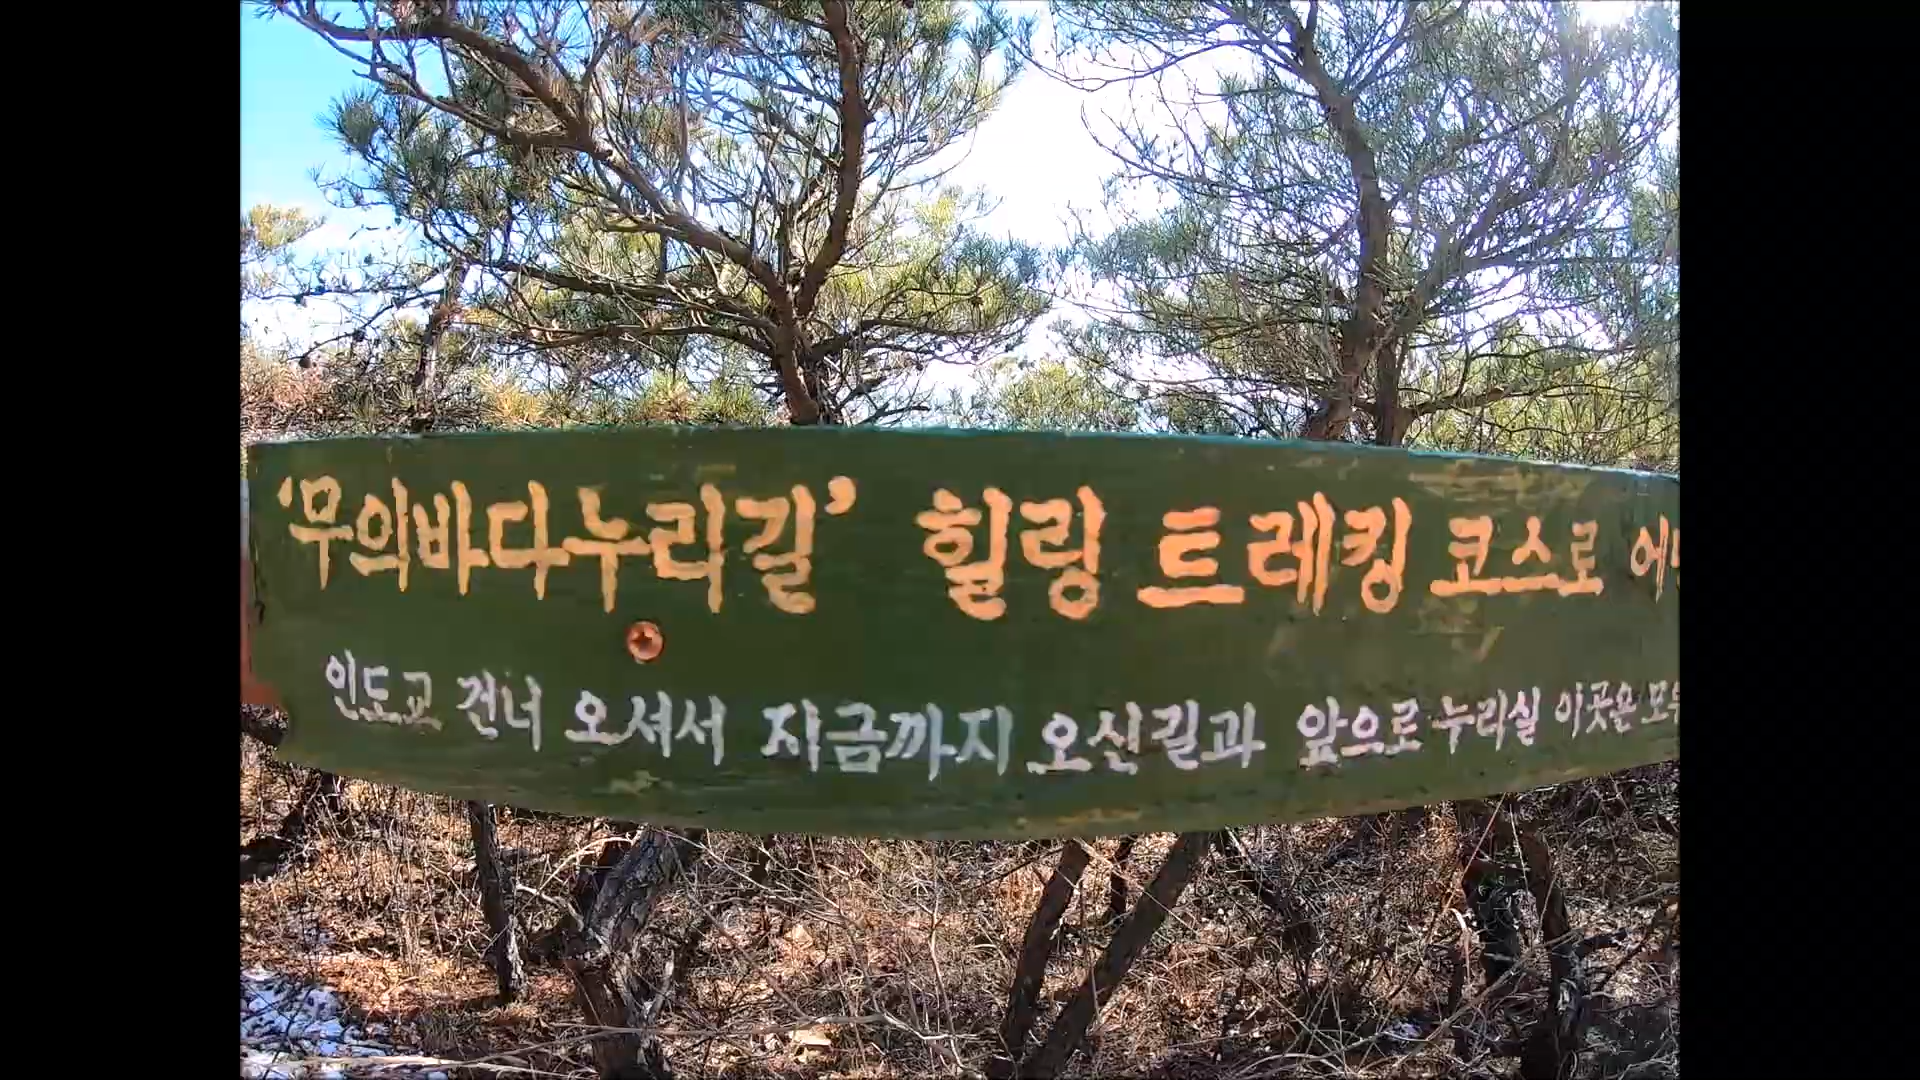 '무의바다누리길' 힐링 트레킹 코스로
인도교 건너 오셔서 지금까지 오신길과 앞으로 누리실 이곳은